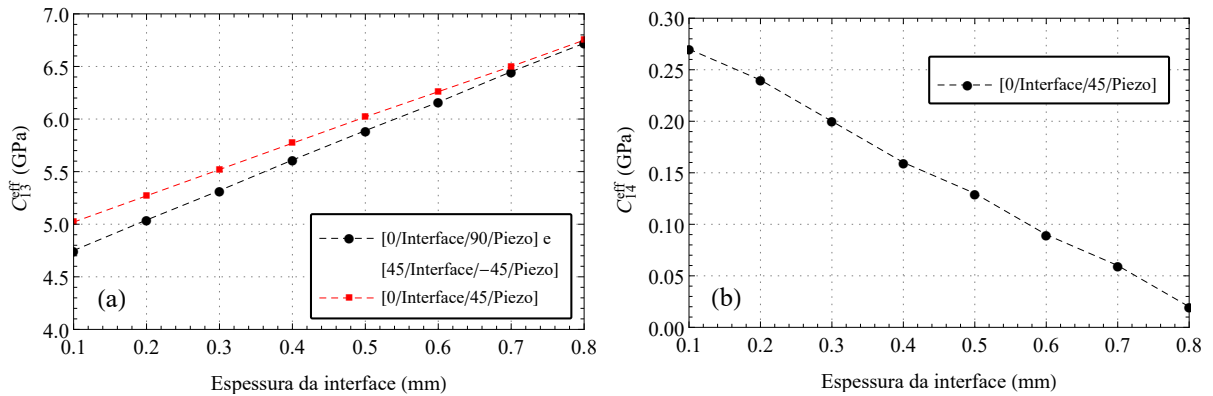 7.0
6.5
6.0
5.5
5.0
4.5
4.0
C13^eff (GPa)
[0/Interface/90/Piezo] e
[45/Interface/−45/Piezo]
[0/Interface/45/Piezo]
(a)
0.1 0.2 0.3 0.4 0.5 0.6 0.7 0.8
Espessura da interface (mm)
0.30
0.25
0.20
0.15
0.10
0.05
0.00
C14^eff (GPa)
[0/Interface/45/Piezo]
(b)
0.1 0.2 0.3 0.4 0.5 0.6 0.7 0.8
Espessura da interface (mm)